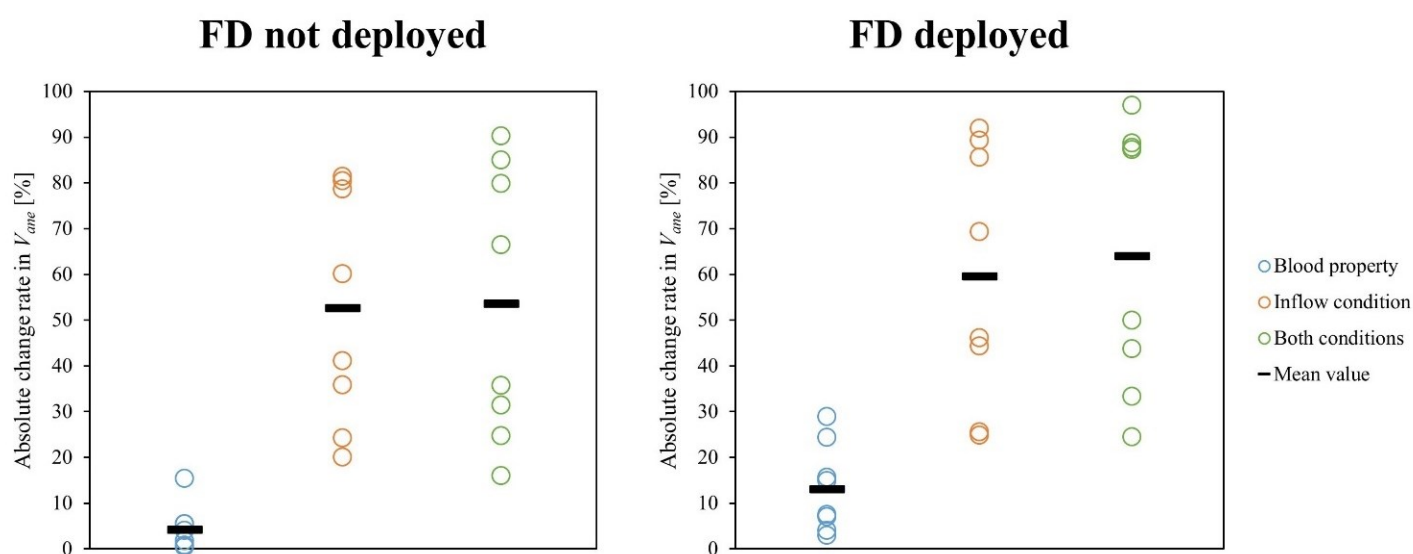 FD not deployed
FD deployed
Absolute change rate in V_ane [%]
100
90
80
70
60
50
40
30
20
10
0
Absolute change rate in V_ane [%]
100
90
80
70
60
50
40
30
20
10
0
Blood property
Inflow condition
Both conditions
Mean value